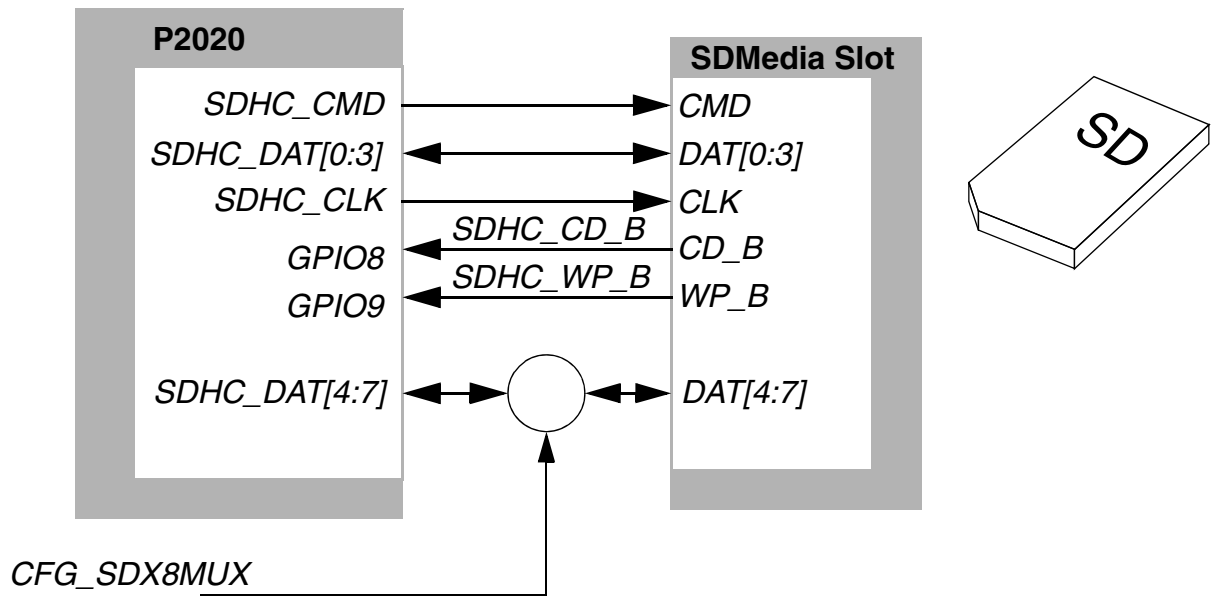 P2020
SDMedia Slot
SDHC_CMD
CMD
SD
SDHC_DAT[0:3]
DAT[0:3]
SDHC_CLK
CLK
SDHC_CD_B
GPIO8
CD_B
SDHC_WP_B
GPIO9
WP_B
SDHC_DAT[4:7]
DAT[4:7]
CFG_SDX8MUX